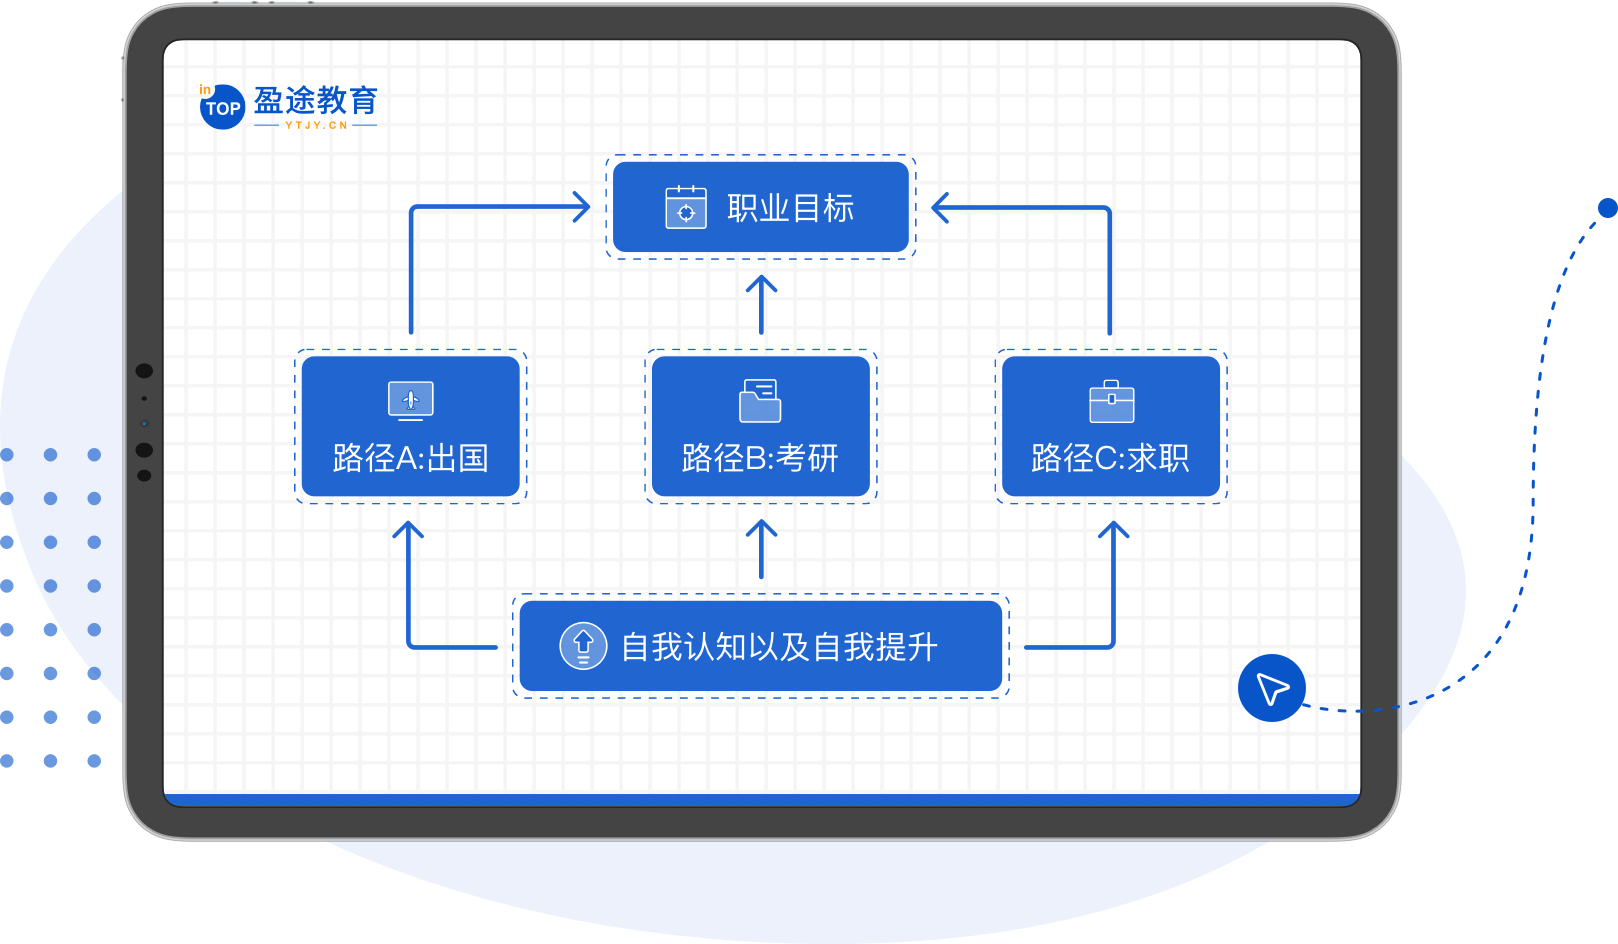 in
TOP
盈途教育
YTJY.CN
职业目标
路径A:出国
路径B:考研
路径C:求职
自我认知以及自我提升